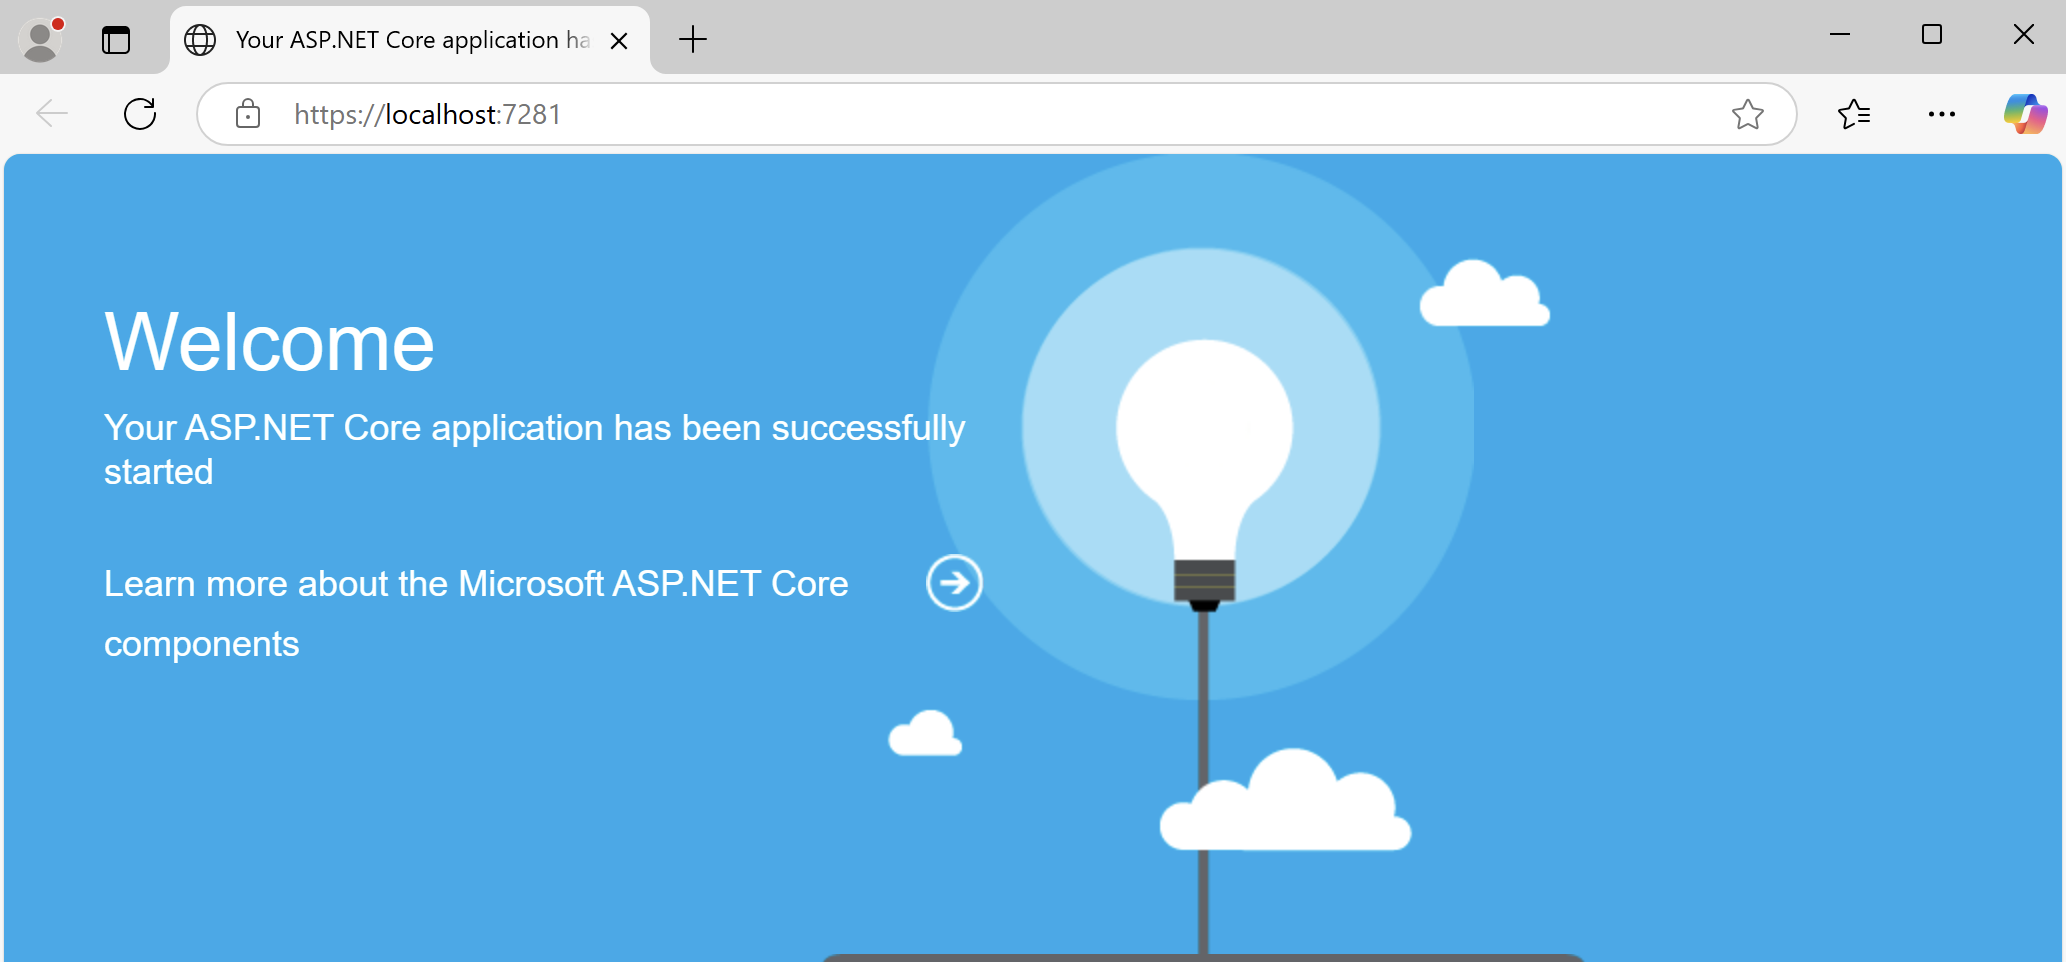 Your ASP.NET Core application ha
https://localhost:7281
Welcome
Your ASP.NET Core application has been successfully
started
Learn more about the Microsoft ASP.NET Core
components